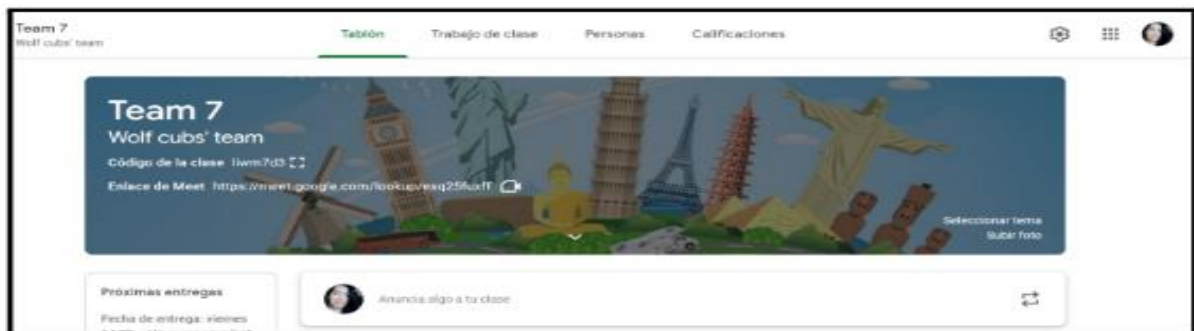 Team 7
Wolf cubs' team
Tablón
Trabajo de clase
Personas
Calificaciones
Team 7
Wolf cubs' team
Código de la clase
Enlace de Meet
Seleccionar tema
Subir foto
Próximas entregas
Anuncia algo a tu clase
Fecha de entrega: viernes